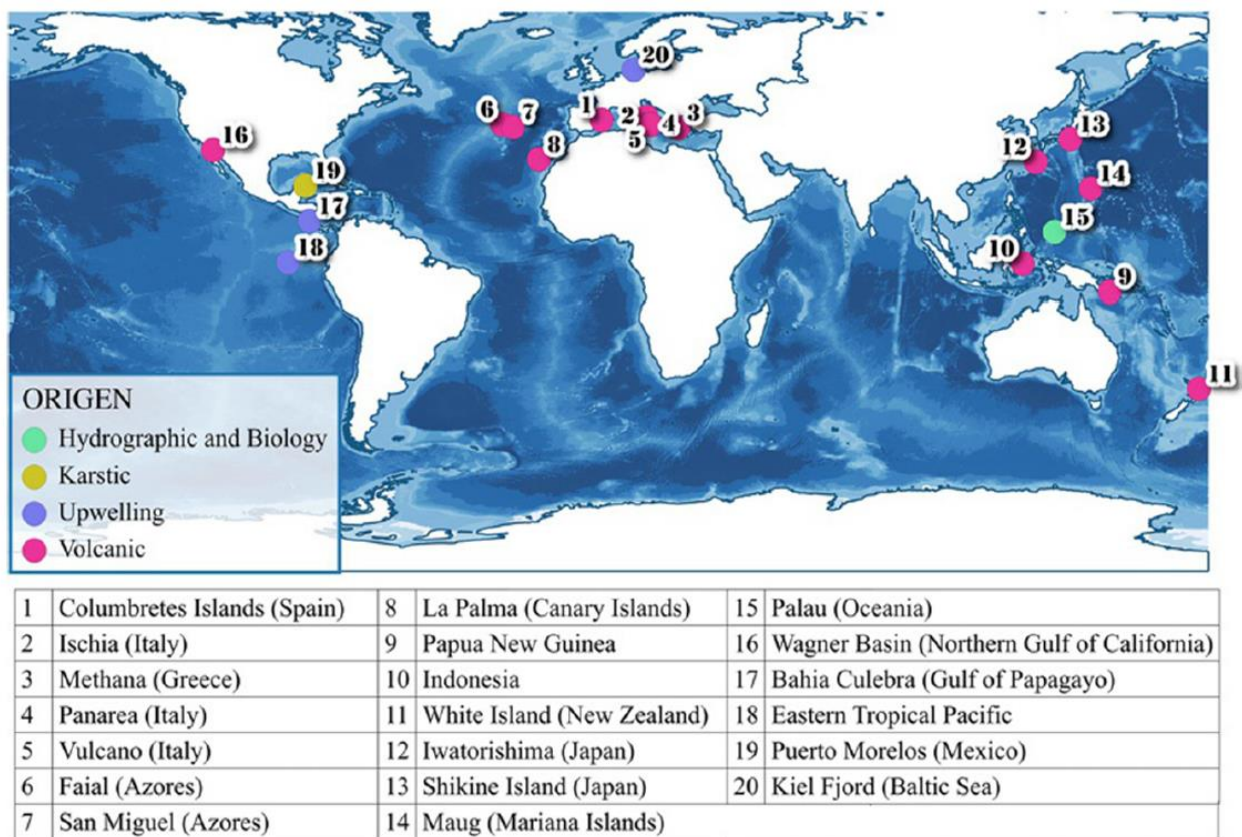 20
1
2
3
4
5
6
7
8
16
19
17
18
12
13
14
15
10
9
11
ORIGEN
Hydrographic and Biology
Karstic
Upwelling
Volcanic
1 Columbretes Islands (Spain) 8 La Palma (Canary Islands) 15 Palau (Oceania)
2 Ischia (Italy) 9 Papua New Guinea 16 Wagner Basin (Northern Gulf of California)
3 Methana (Greece) 10 Indonesia 17 Bahia Culebra (Gulf of Papagayo)
4 Panarea (Italy) 11 White Island (New Zealand) 18 Eastern Tropical Pacific
5 Vulcano (Italy) 12 Iwatorishima (Japan) 19 Puerto Morelos (Mexico)
6 Faial (Azores) 13 Shikine Island (Japan) 20 Kiel Fjord (Baltic Sea)
7 San Miguel (Azores) 14 Maug (Mariana Islands)